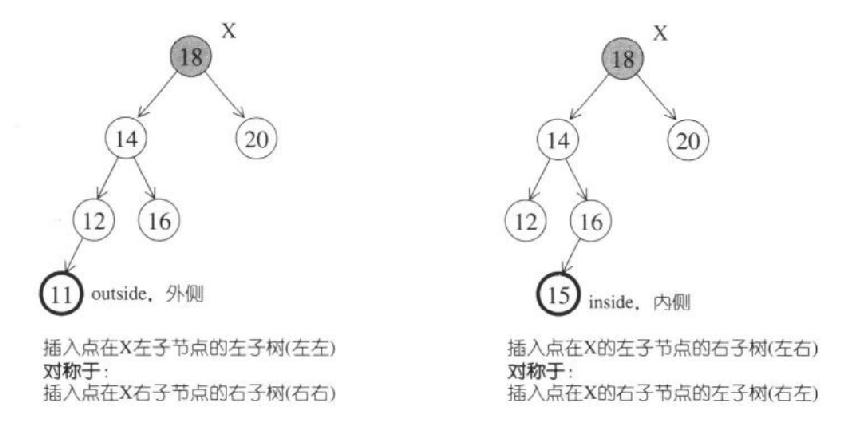 X
18
14
20
12
16
11
outside，外侧
插入点在X左子节点的左子树(左左)
对称于：
插入点在X右子节点的右子树(右右)
X
18
14
20
12
16
15
inside，内侧
插入点在X的左子节点的右子树(左右)
对称于：
插入点在X的右子节点的左子树(右左)